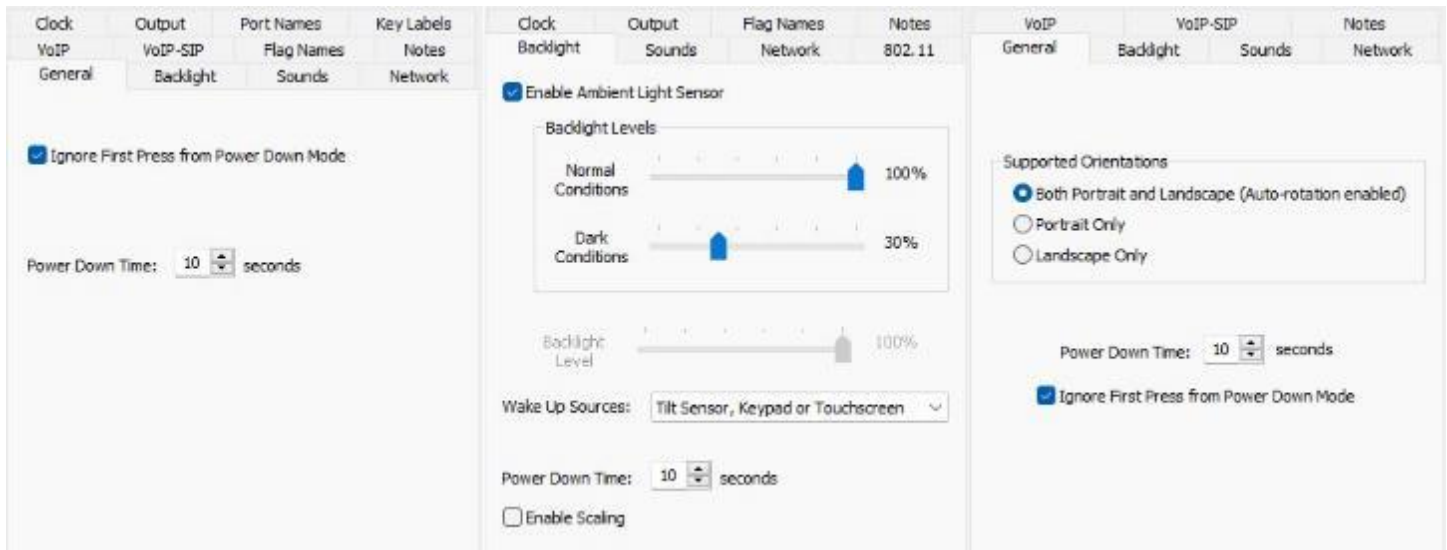 Clock Output Port Names Key Labels
VoIP VoIP-SIP Flag Names Notes
General Backlight Sounds Network
Ignore First Press from Power Down Mode
Power Down Time: 10 seconds
Clock Output Flag Names Notes
Backlight Sounds Network 802.11
Enable Ambient Light Sensor
Backlight Levels
Normal
Conditions
100%
Dark
Conditions
30%
Backlight
Level
100%
Wake Up Sources: Tilt Sensor, Keypad or Touchscreen
Power Down Time: 10 seconds
Enable Scaling
VoIP VoIP-SIP Notes
General Backlight Sounds Network
Supported Orientations
Both Portrait and Landscape (Auto-rotation enabled)
Portrait Only
Landscape Only
Power Down Time: 10 seconds
Ignore First Press from Power Down Mode